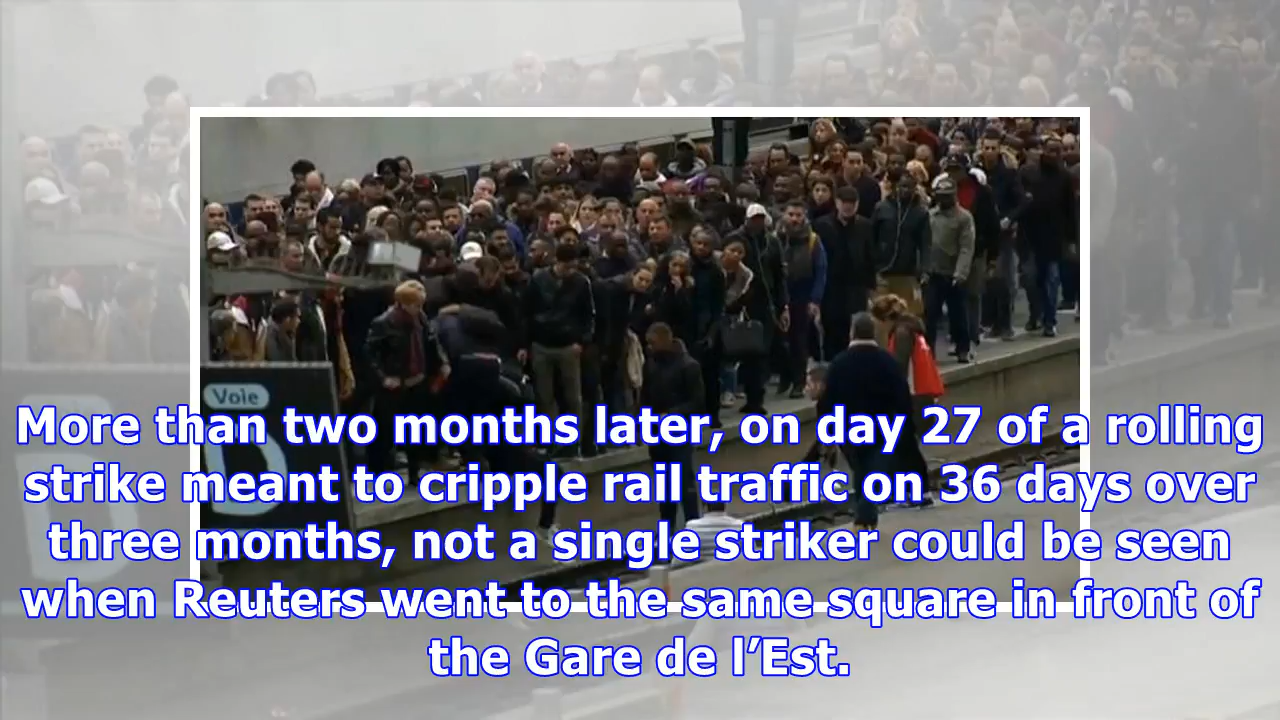 Voie
D
More than two months later, on day 27 of a rolling
strike meant to cripple rail traffic on 36 days over
three months, not a single striker could be seen
when Reuters went to the same square in front of
the Gare de l’Est.